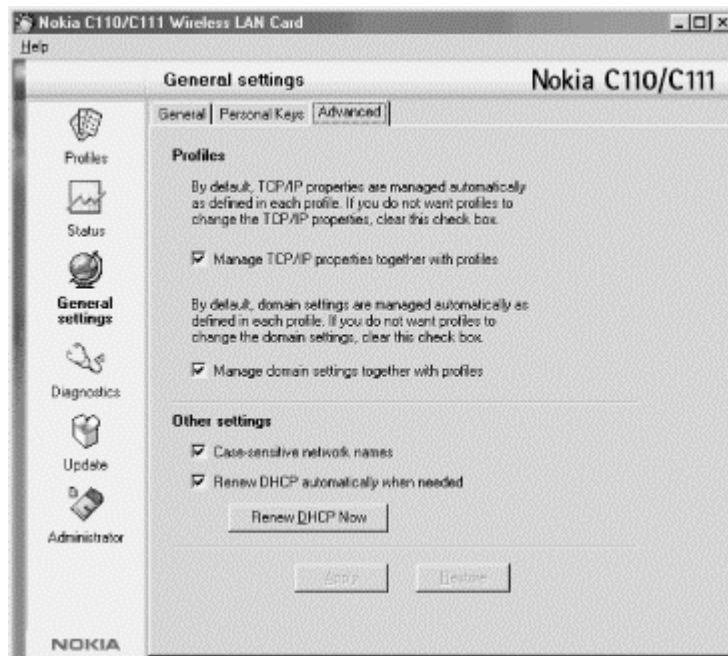 Nokia C110/C111 Wireless LAN Card
Help
General settings
Nokia C110/C111
General
Personal Keys
Advanced
Profiles
Status
General
settings
Diagnostics
Update
Administrator
NOKIA
Profiles
By default, TCP/IP properties are managed automatically
as defined in each profile. If you do not want profiles to
change the TCP/IP properties, clear this check box.
Manage TCP/IP properties together with profiles
By default, domain settings are managed automatically as
defined in each profile. If you do not want profiles to
change the domain settings, clear this check box.
Manage domain settings together with profiles
Other settings
Case-sensitive network names
Renew DHCP automatically when needed
Renew DHCP Now
Apply
Restore